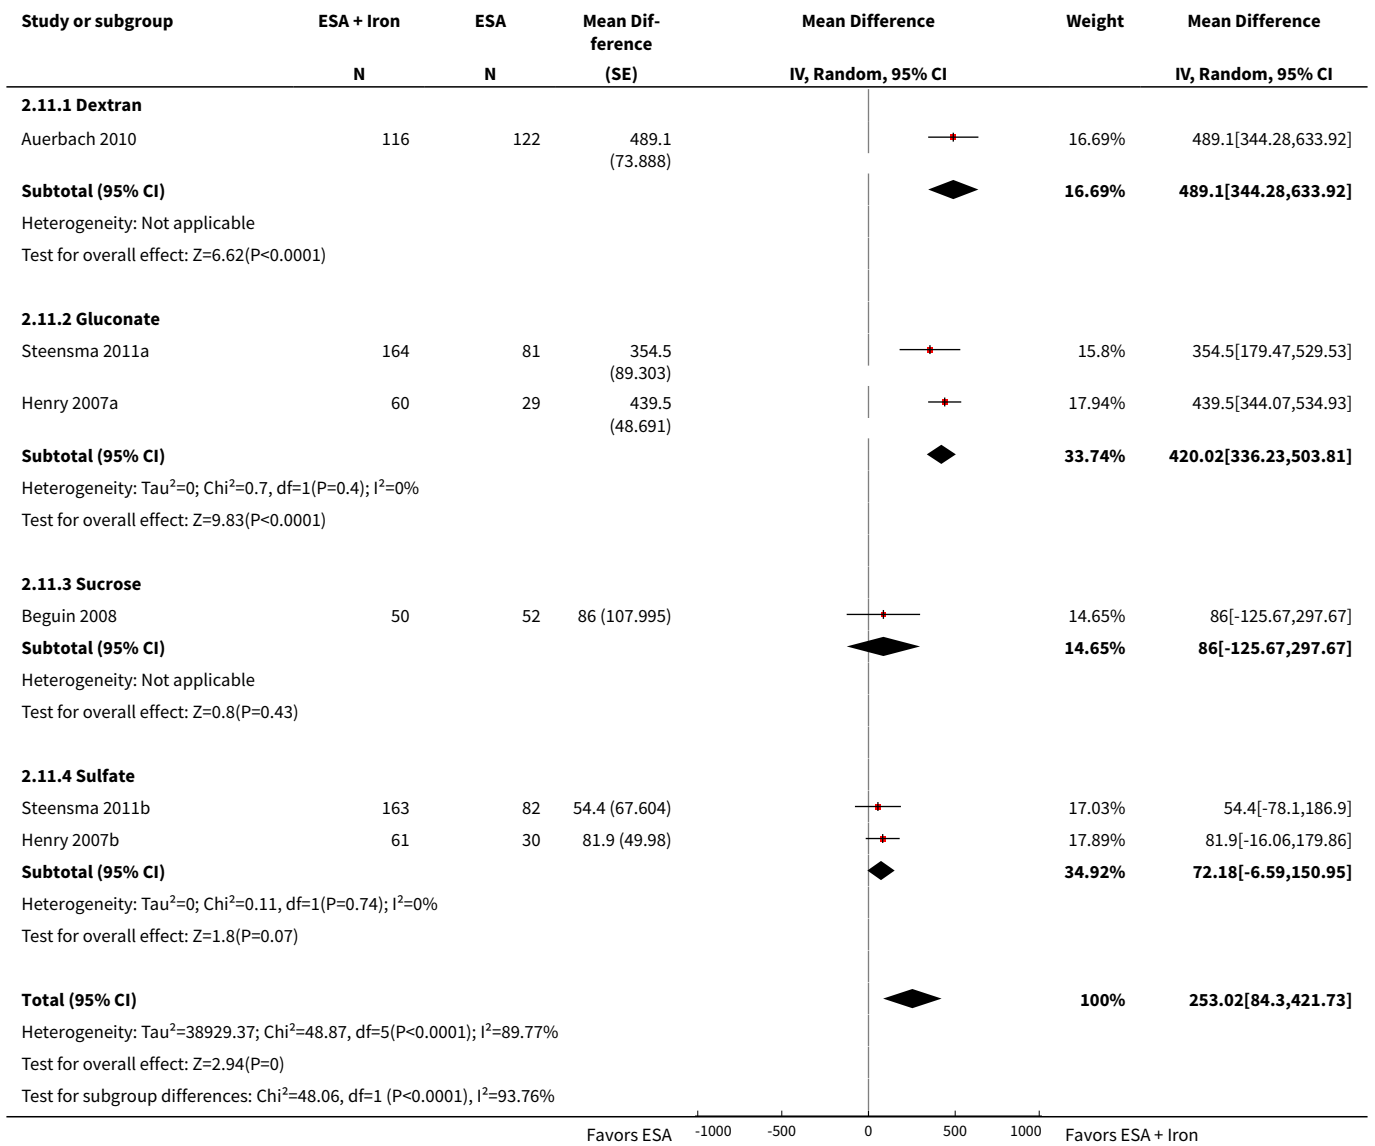 Study or subgroup ESA + Iron ESA Mean Dif- Mean Difference Weight Mean Difference
ference
N N (SE) IV, Random, 95% CI IV, Random, 95% CI
2.11.1 Dextran
Auerbach 2010 116 122 489.1 16.69% 489.1[344.28,633.92]
(73.888)
Subtotal (95% CI) 16.69% 489.1[344.28,633.92]
Heterogeneity: Not applicable
Test for overall effect: Z=6.62(P<0.0001)
2.11.2 Gluconate
Steensma 2011a 164 81 354.5 15.8% 354.5[179.47,529.53]
(89.303)
Henry 2007a 60 29 439.5 17.94% 439.5[344.07,534.93]
(48.691)
Subtotal (95% CI) 33.74% 420.02[336.23,503.81]
Heterogeneity: Tau²=0; Chi²=0.7, df=1(P=0.4); I²=0%
Test for overall effect: Z=9.83(P<0.0001)
2.11.3 Sucrose
Beguin 2008 50 52 86 (107.995) 14.65% 86[-125.67,297.67]
Subtotal (95% CI) 14.65% 86[-125.67,297.67]
Heterogeneity: Not applicable
Test for overall effect: Z=0.8(P=0.43)
2.11.4 Sulfate
Steensma 2011b 163 82 54.4 (67.604) 17.03% 54.4[-78.1,186.9]
Henry 2007b 61 30 81.9 (49.98) 17.89% 81.9[-16.06,179.86]
Subtotal (95% CI) 34.92% 72.18[-6.59,150.95]
Heterogeneity: Tau²=0; Chi²=0.11, df=1(P=0.74); I²=0%
Test for overall effect: Z=1.8(P=0.07)
Total (95% CI) 100% 253.02[84.3,421.73]
Heterogeneity: Tau²=38929.37; Chi²=48.87, df=5(P<0.0001); I²=89.77%
Test for overall effect: Z=2.94(P=0)
Test for subgroup differences: Chi²=48.06, df=1 (P<0.0001), I²=93.76%
Favors ESA -1000 -500 0 500 1000 Favors ESA + Iron